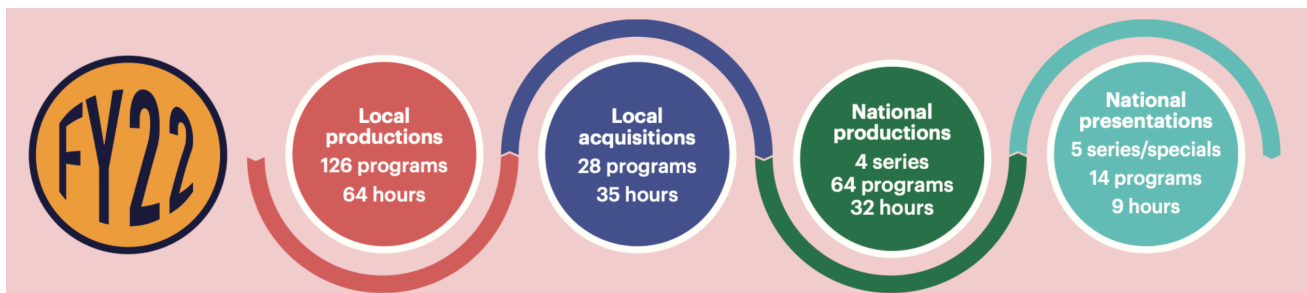 FY22
Local
productions
126 programs
64 hours
Local
acquisitions
28 programs
35 hours
National
productions
4 series
64 programs
32 hours
National
presentations
5 series/specials
14 programs
9 hours